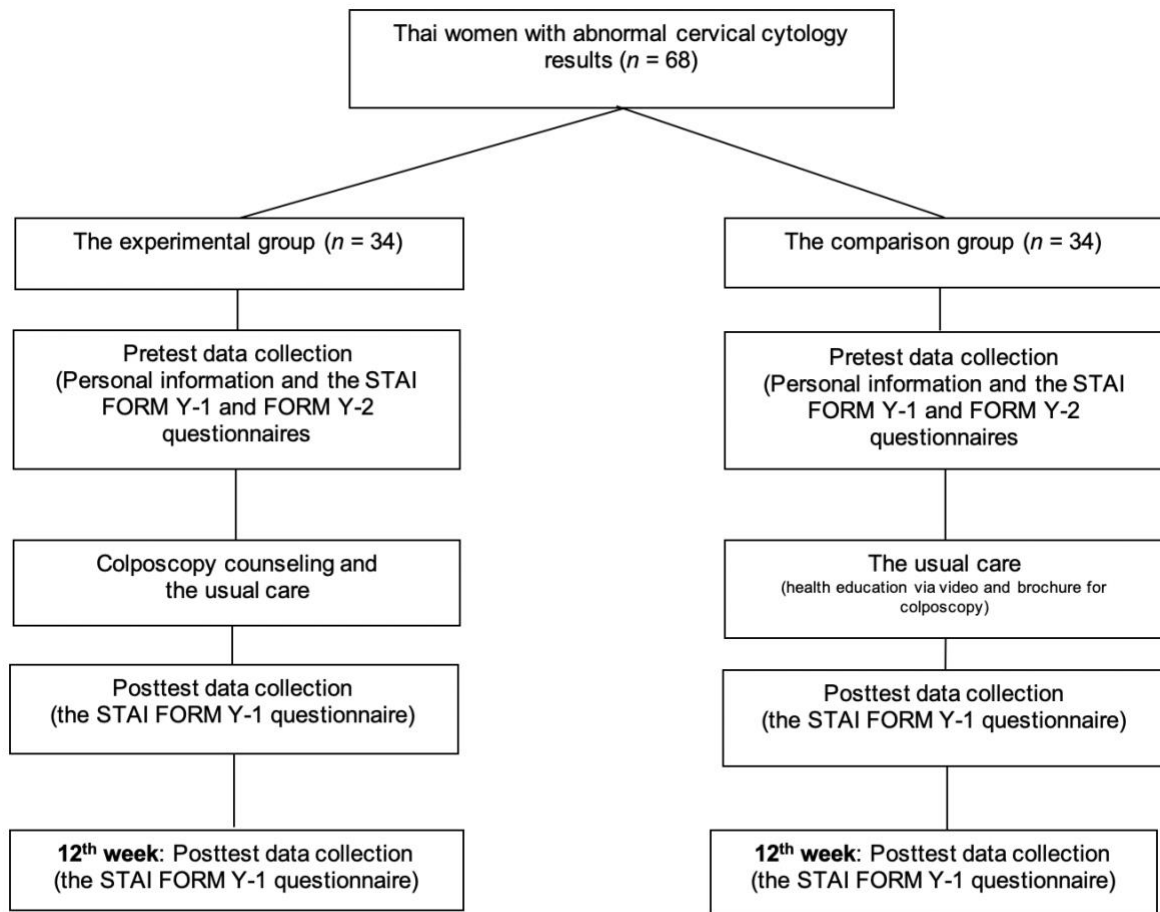 Thai women with abnormal cervical cytology
results (n = 68)
The experimental group (n = 34)
The comparison group (n = 34)
Pretest data collection
(Personal information and the STAI
FORM Y-1 and FORM Y-2
questionnaires
Pretest data collection
(Personal information and the STAI
FORM Y-1 and FORM Y-2
questionnaires
Colposcopy counseling and
the usual care
The usual care
(health education via video and brochure for
colposcopy)
Posttest data collection
(the STAI FORM Y-1 questionnaire)
Posttest data collection
(the STAI FORM Y-1 questionnaire)
12th week: Posttest data collection
(the STAI FORM Y-1 questionnaire)
12th week: Posttest data collection
(the STAI FORM Y-1 questionnaire)